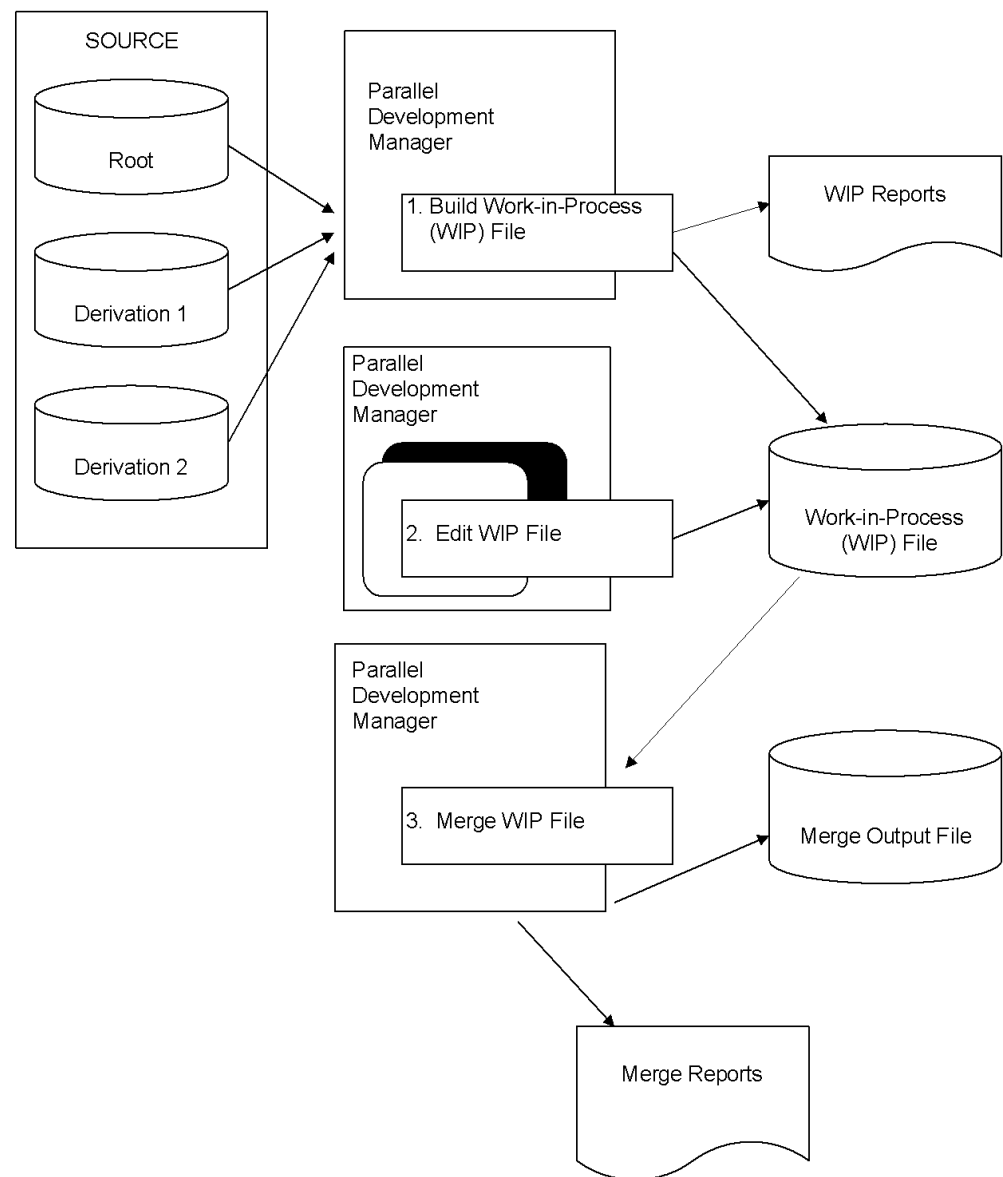 SOURCE
Root
Derivation 1
Derivation 2
Parallel
Development
Manager
1. Build Work-in-Process
(WIP) File
WIP Reports
Parallel
Development
Manager
2. Edit WIP File
Work-in-Process
(WIP) File
Parallel
Development
Manager
3. Merge WIP File
Merge Output File
Merge Reports